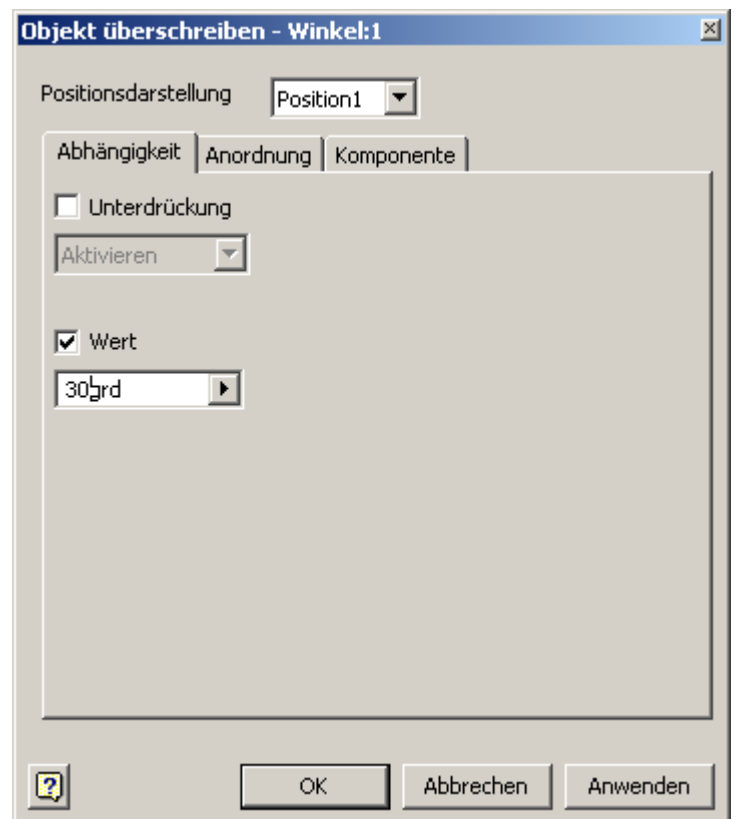 Objekt überschreiben - Winkel:1
Positionsdarstellung Position1
Abhängigkeit Anordnung Komponente
Unterdrückung
Aktivieren
Wert
30grd
OK Abbrechen Anwenden